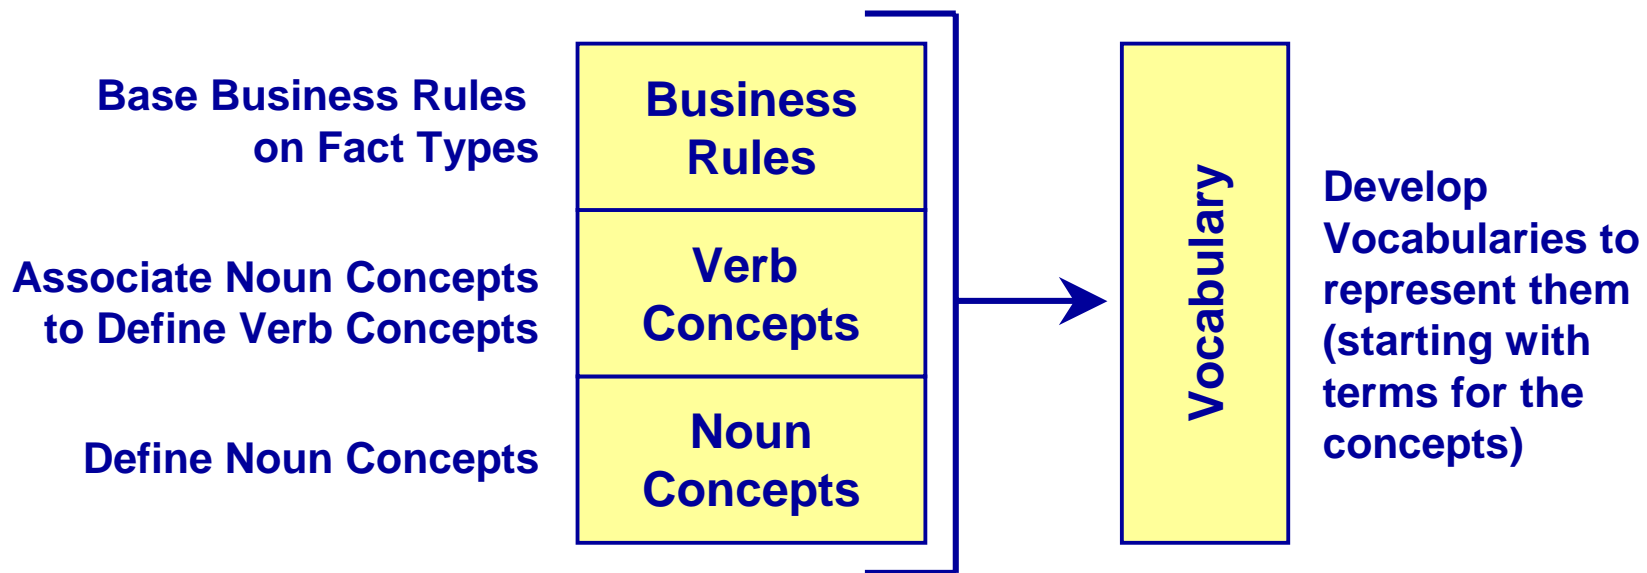 Base Business Rules
on Fact Types
Business
Rules
Associate Noun Concepts
to Define Verb Concepts
Verb
Concepts
Define Noun Concepts
Noun
Concepts
Vocabulary
Develop
Vocabularies to
represent them
(starting with
terms for the
concepts)